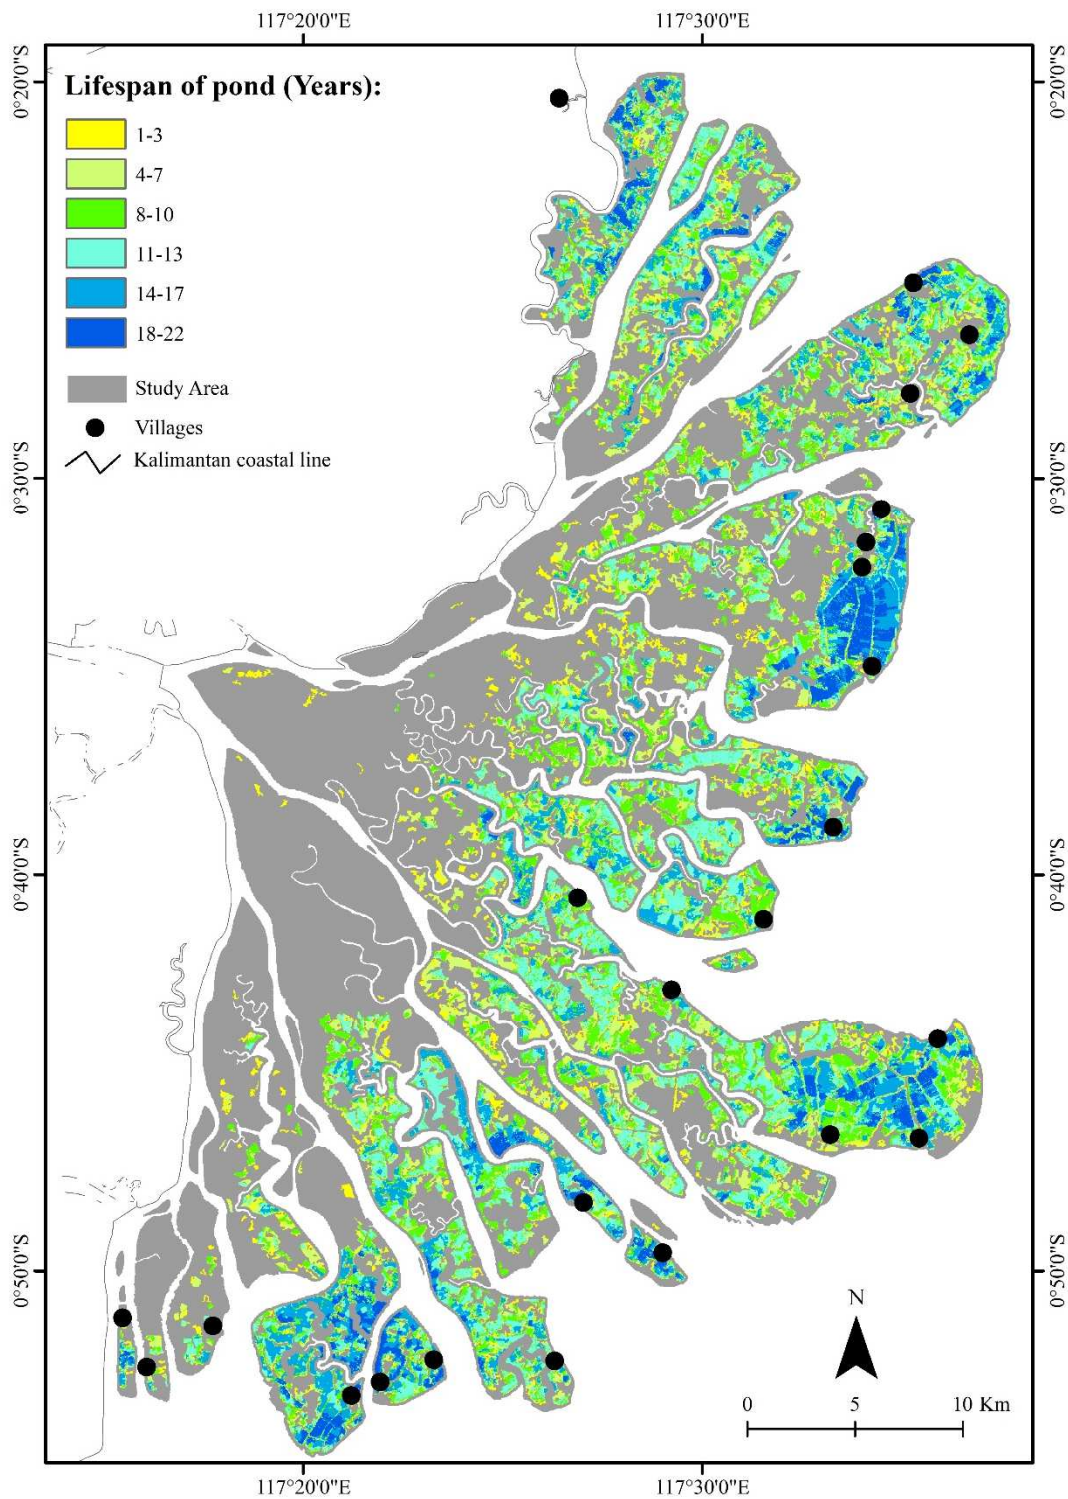 117°20'0"E 117°30'0"E
0°20'0"S 0°20'0"S
Lifespan of pond (Years):
1-3
4-7
8-10
11-13
14-17
18-22
Study Area
Villages
Kalimantan coastal line
0°30'0"S 0°30'0"S
0°40'0"S 0°40'0"S
0°50'0"S 0°50'0"S
N
0 5 10 Km
117°20'0"E 117°30'0"E